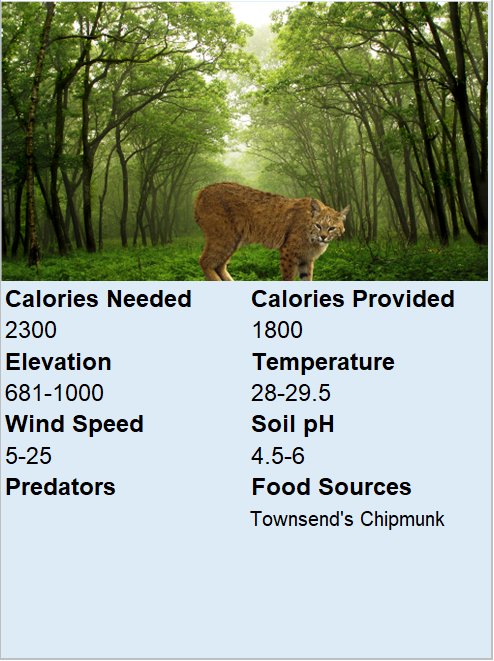 Calories Needed Calories Provided
2300 1800
Elevation Temperature
681-1000 28-29.5
Wind Speed Soil pH
5-25 4.5-6
Predators Food Sources
Townsend's Chipmunk